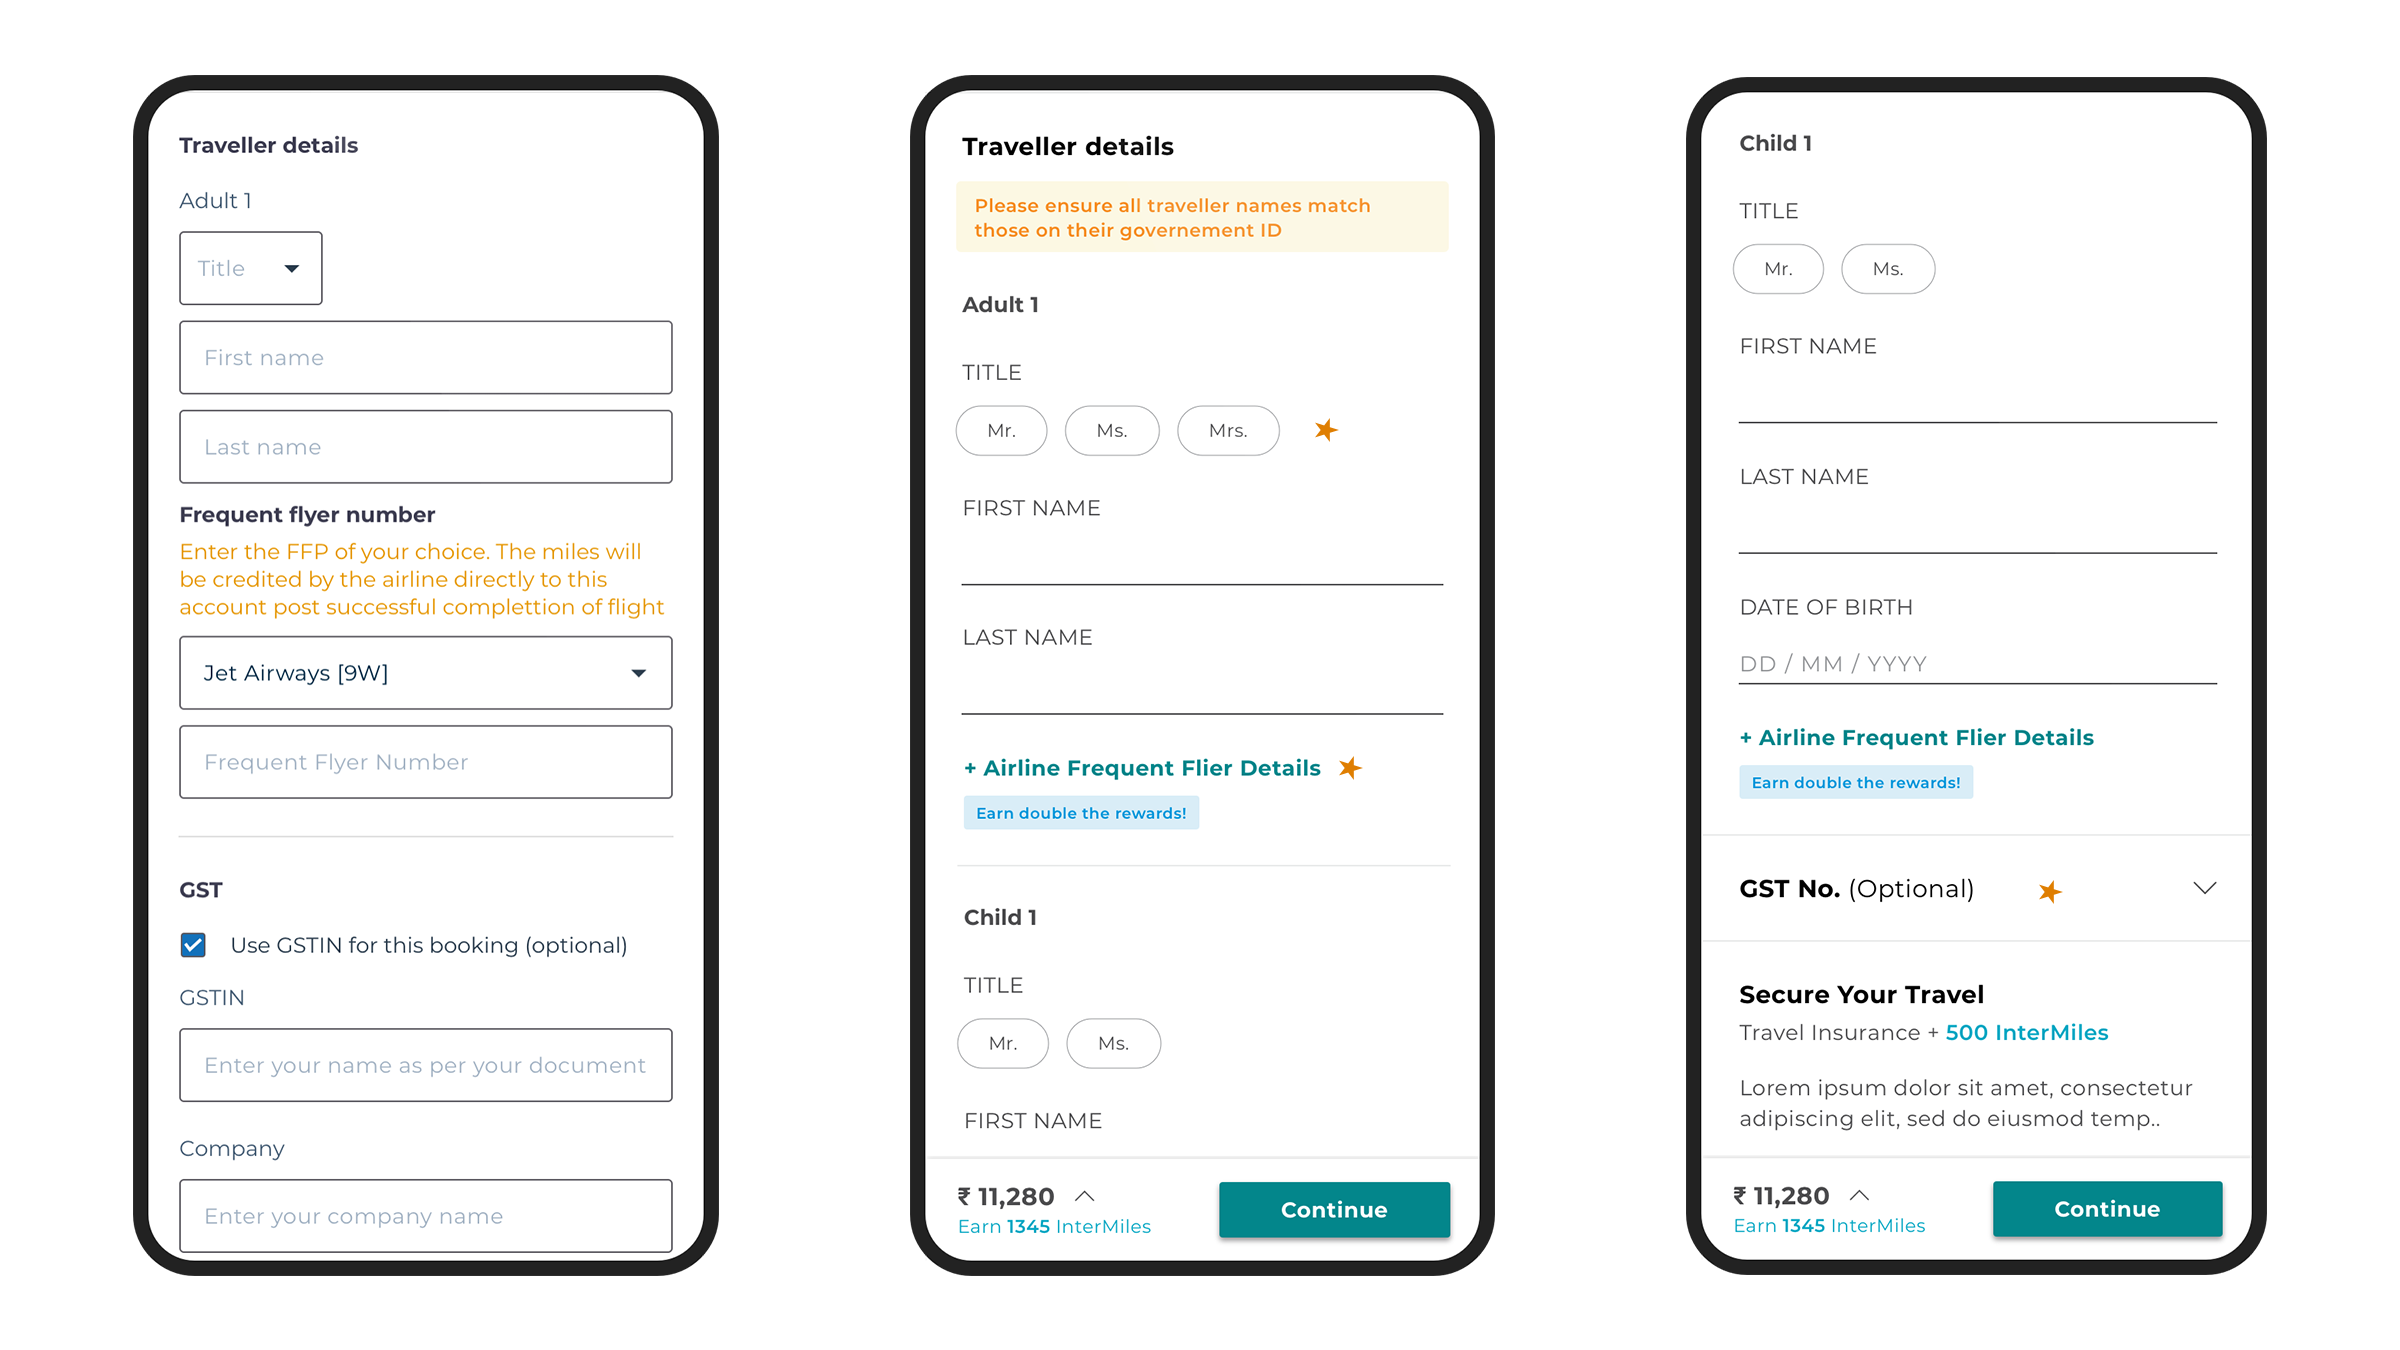 Traveller details
Adult 1
Title
First name
Last name
Frequent flyer number
Enter the FFP of your choice. The miles will
be credited by the airline directly to this
account post successful complettion of flight
Jet Airways [9W]
Frequent Flyer Number
GST
Use GSTIN for this booking (optional)
GSTIN
Enter your name as per your document
Company
Enter your company name
Traveller details
Please ensure all traveller names match
those on their governement ID
Adult 1
TITLE
Mr. Ms. Mrs.
FIRST NAME
LAST NAME
+ Airline Frequent Flier Details
Earn double the rewards!
Child 1
TITLE
Mr. Ms.
FIRST NAME
₹ 11,280
Earn 1345 InterMiles
Continue
Child 1
TITLE
Mr. Ms.
FIRST NAME
LAST NAME
DATE OF BIRTH
DD / MM / YYYY
+ Airline Frequent Flier Details
Earn double the rewards!
GST No. (Optional)
Secure Your Travel
Travel Insurance + 500 InterMiles
Lorem ipsum dolor sit amet, consectetur
adipiscing elit, sed do eiusmod temp..
₹ 11,280
Earn 1345 InterMiles
Continue